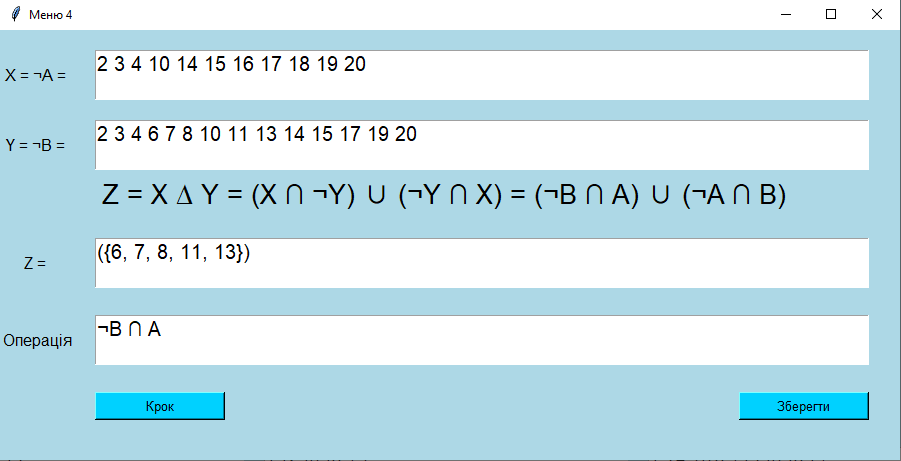 Меню 4
X = ¬A = 2 3 4 10 14 15 16 17 18 19 20
Y = ¬B = 2 3 4 6 7 8 10 11 13 14 15 17 19 20
Z = X ∆ Y = (X ∩ ¬Y) ∪ (¬Y ∩ X) = (¬B ∩ A) ∪ (¬A ∩ B)
Z = ({6, 7, 8, 11, 13})
Операція ¬B ∩ A
Крок Зберегти